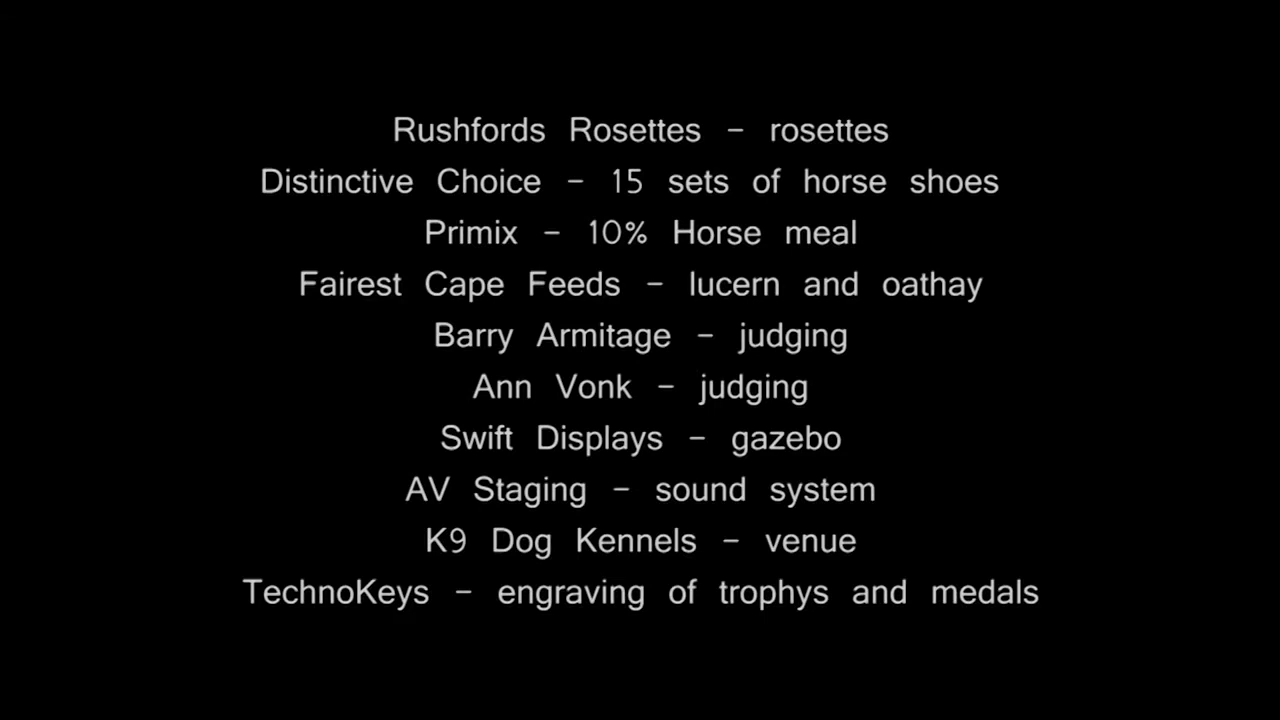 Rushfords Rosettes - rosettes
Distinctive Choice - 15 sets of horse shoes
Primix - 10% Horse meal
Fairest Cape Feeds - lucern and oathay
Barry Armitage - judging
Ann Vonk - judging
Swift Displays - gazebo
AV Staging - sound system
K9 Dog Kennels - venue
TechnoKeys - engraving of trophys and medals